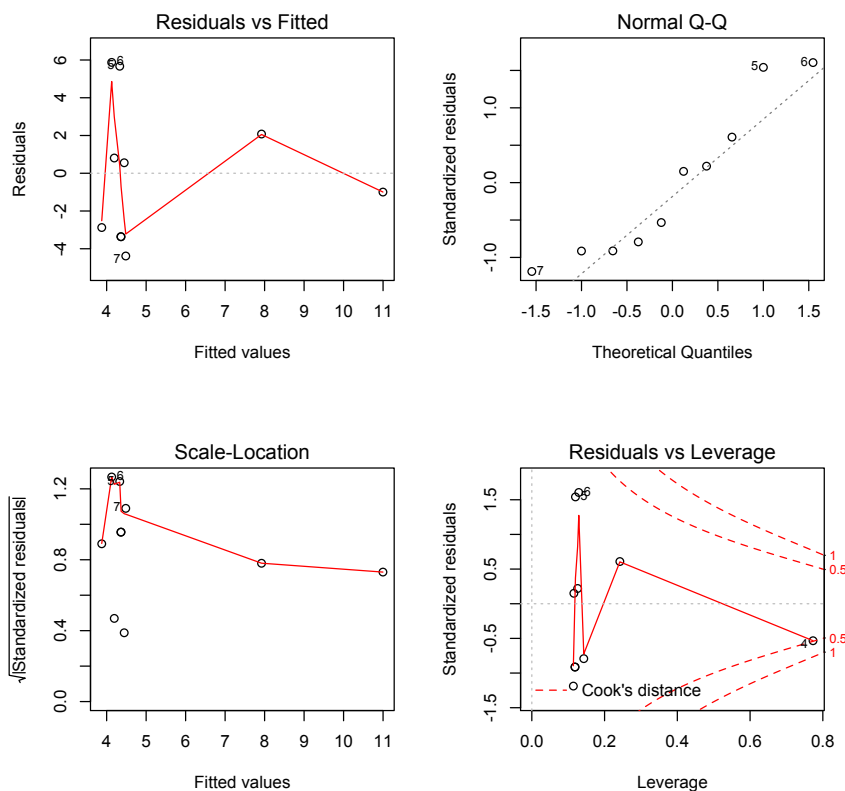 Residuals vs Fitted
Residuals
6
4
2
0
-2
-4
5
6
7
4 5 6 7 8 9 10 11
Fitted values
Normal Q-Q
Standardized residuals
1.0
0.0
-1.0
5
6
7
-1.5 -1.0 -0.5 0.0 0.5 1.0 1.5
Theoretical Quantiles
Scale-Location
√|Standardized residuals|
1.2
0.8
0.4
0.0
5
6
7
4 5 6 7 8 9 10 11
Fitted values
Residuals vs Leverage
Standardized residuals
1.5
0.5
-0.5
-1.5
6
5
4
1
0.5
0.5
1
Cook's distance
0.0 0.2 0.4 0.6 0.8
Leverage